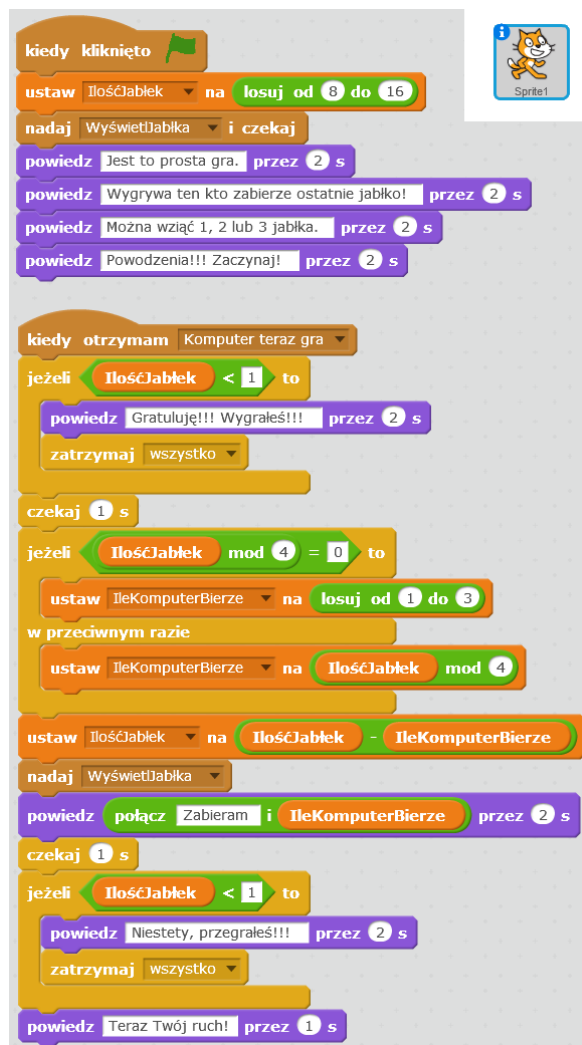 kiedy kliknięto
Sprite1
ustaw IlośćJabłek na losuj od 8 do 16
nadaj WyświetlJabłka i czekaj
powiedz Jest to prosta gra. przez 2 s
powiedz Wygrywa ten kto zabierze ostatnie jabłko! przez 2 s
powiedz Można wziąć 1, 2 lub 3 jabłka. przez 2 s
powiedz Powodzenia!!! Zaczynaj! przez 2 s
kiedy otrzymam Komputer teraz gra
jeżeli IlośćJabłek < 1 to
powiedz Gratuluję!!! Wygrałeś!!! przez 2 s
zatrzymaj wszystko
czekaj 1 s
jeżeli IlośćJabłek mod 4 = 0 to
ustaw IleKomputerBierze na losuj od 1 do 3
w przeciwnym razie
ustaw IleKomputerBierze na IlośćJabłek mod 4
ustaw IlośćJabłek na IlośćJabłek - IleKomputerBierze
nadaj WyświetlJabłka
powiedz połącz Zabieram i IleKomputerBierze przez 2 s
czekaj 1 s
jeżeli IlośćJabłek < 1 to
powiedz Niestety, przegrałeś!!! przez 2 s
zatrzymaj wszystko
powiedz Teraz Twój ruch! przez 1 s